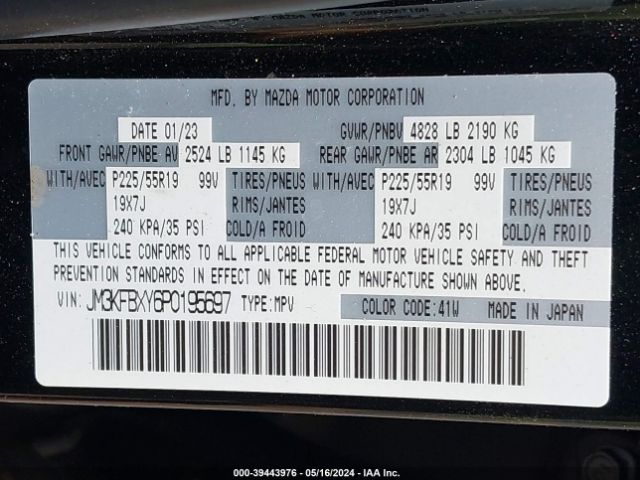 MFD. BY MAZDA MOTOR CORPORATION
DATE 01/23 GVWR/PNBV 4828 LB 2190 KG
FRONT GAWR/PNBE AV 2524 LB 1145 KG REAR GAWR/PNBE AR 2304 LB 1045 KG
WITH/AVEC P225/55R19 99V TIRES/PNEUS WITH/AVEC P225/55R19 99V TIRES/PNEUS
19X7J RIMS/JANTES 19X7J RIMS/JANTES
240 KPA/35 PSI COLD/A FROID 240 KPA/35 PSI COLD/A FROID
THIS VEHICLE CONFORMS TO ALL APPLICABLE FEDERAL MOTOR VEHICLE SAFETY AND THEFT
PREVENTION STANDARDS IN EFFECT ON THE DATE OF MANUFACTURE SHOWN ABOVE.
VIN: JM3KFBXY6P0195697 TYPE:MPV COLOR CODE:41W MADE IN JAPAN
(000) - 39443976 - 05/16/2024 - IAA Inc.